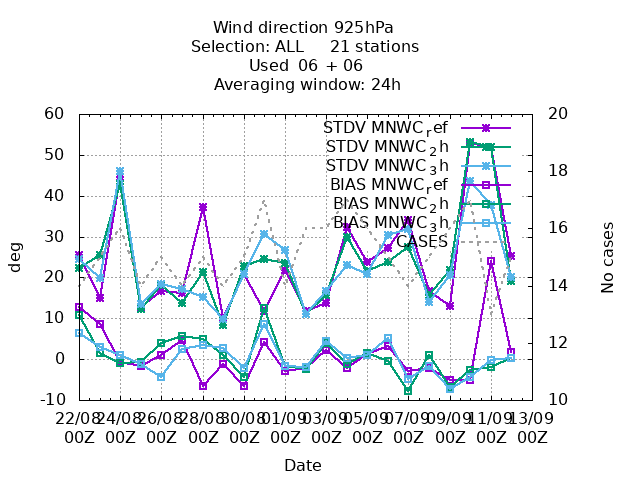 Wind direction 925hPa
Selection: ALL     21 stations
Used  06 + 06
Averaging window: 24h
60 20
STDV MNWC_ref
STDV MNWC_2h
50 18
STDV MNWC_3h
BIAS MNWC_ref
40
BIAS MNWC_2h
BIAS MNWC_3h
16
CASES
30
deg
No cases
20 14
10
12
0
-10 10
22/08 24/08 26/08 28/08 30/08 01/09 03/09 05/09 07/09 09/09 11/09 13/09
00Z 00Z 00Z 00Z 00Z 00Z 00Z 00Z 00Z 00Z 00Z 00Z
Date